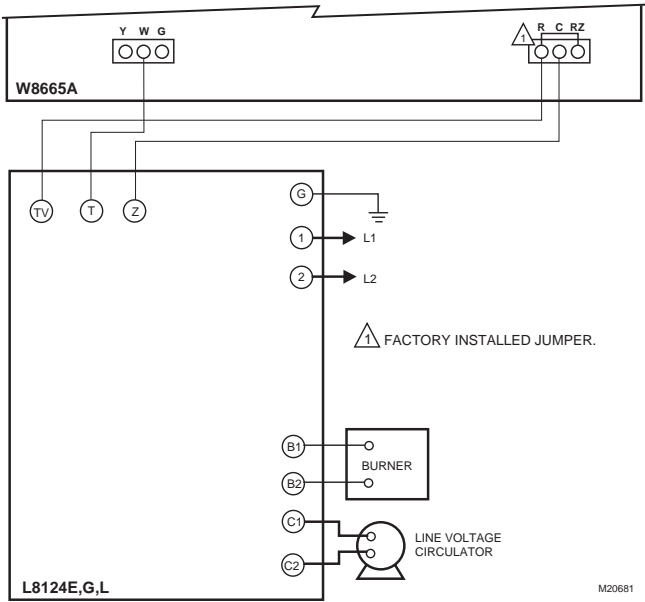 Y W G
1
R C RZ
W8665A
TV
T
Z
G
1
L1
2
L2
1 FACTORY INSTALLED JUMPER.
B1
BURNER
B2
C1
LINE VOLTAGE
CIRCULATOR
C2
L8124E,G,L
M20681